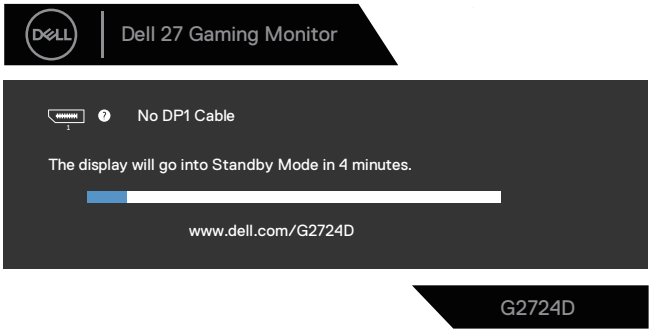 DELL
Dell 27 Gaming Monitor
? No DP1 Cable
1
The display will go into Standby Mode in 4 minutes.
www.dell.com/G2724D
G2724D